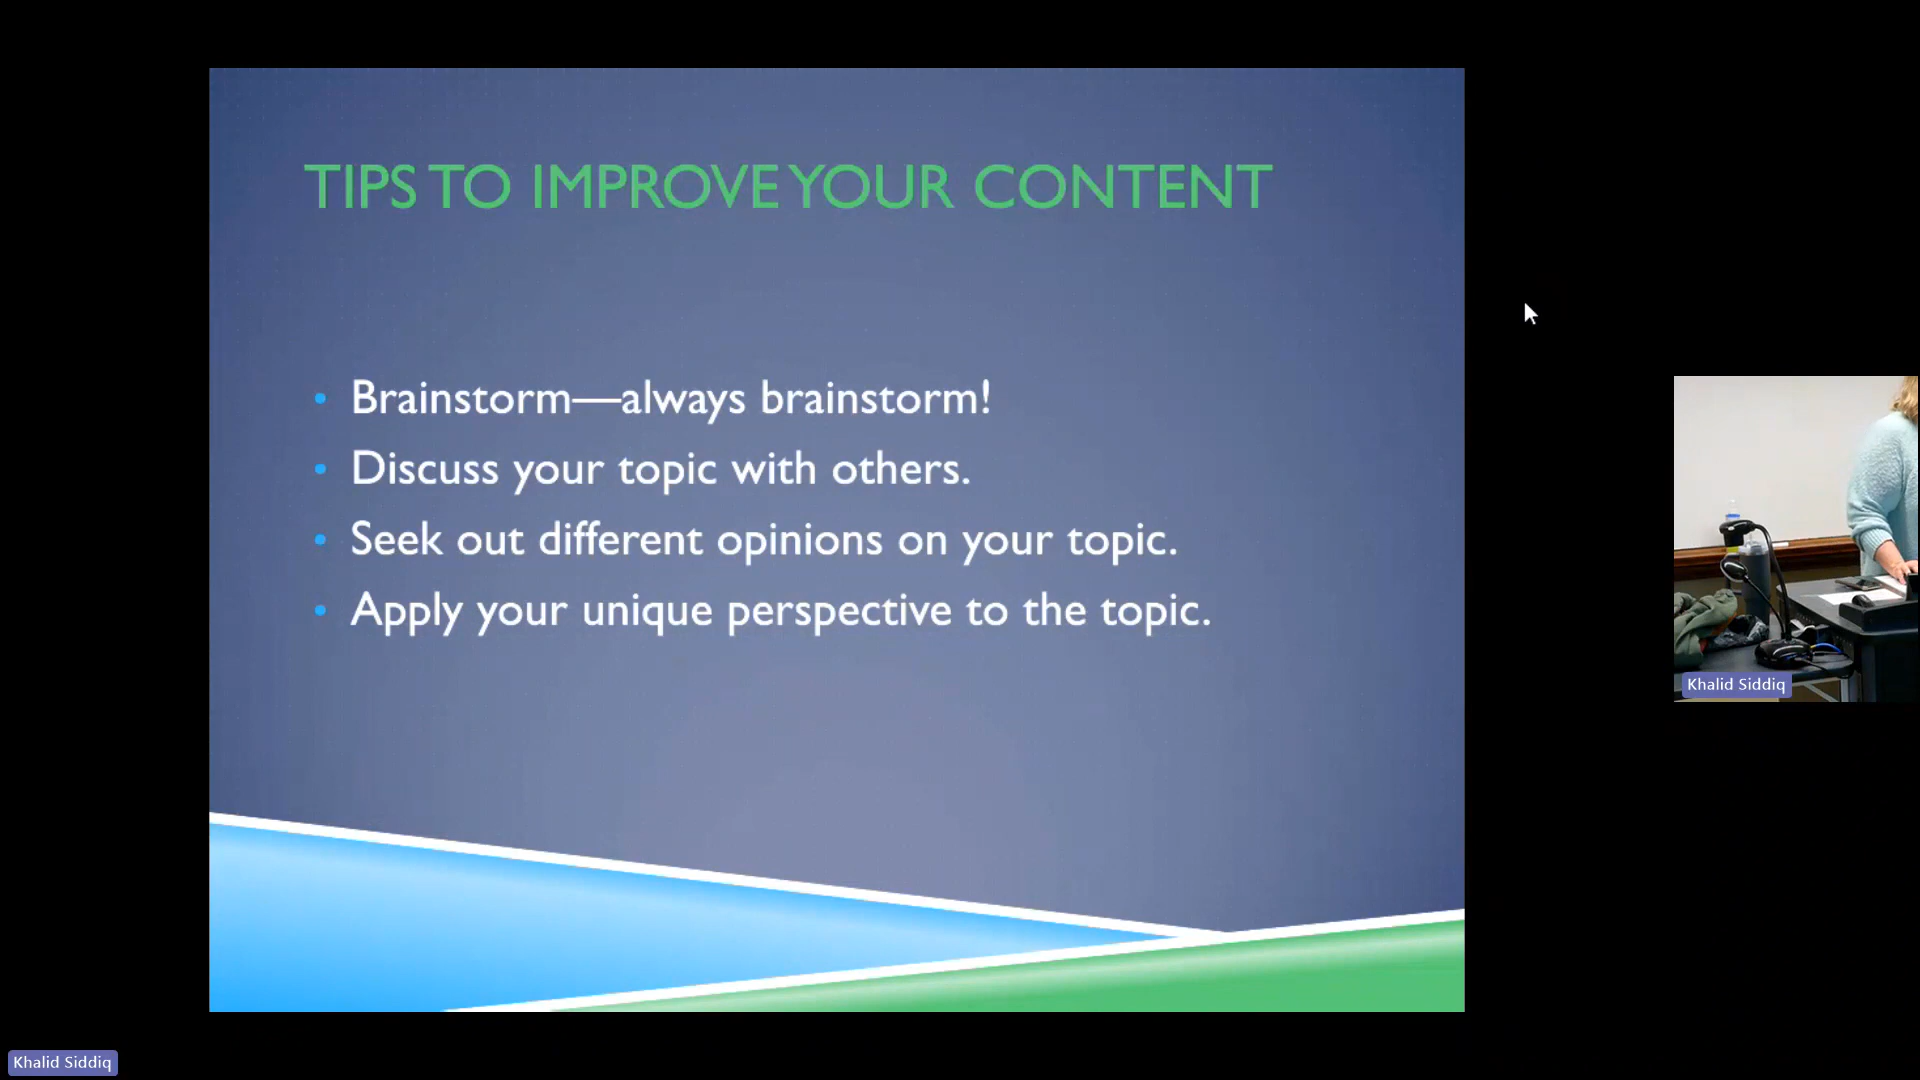 TIPS TO IMPROVE YOUR CONTENT
• Brainstorm—always brainstorm!
• Discuss your topic with others.
• Seek out different opinions on your topic.
• Apply your unique perspective to the topic.
Khalid Siddiq
Khalid Siddiq